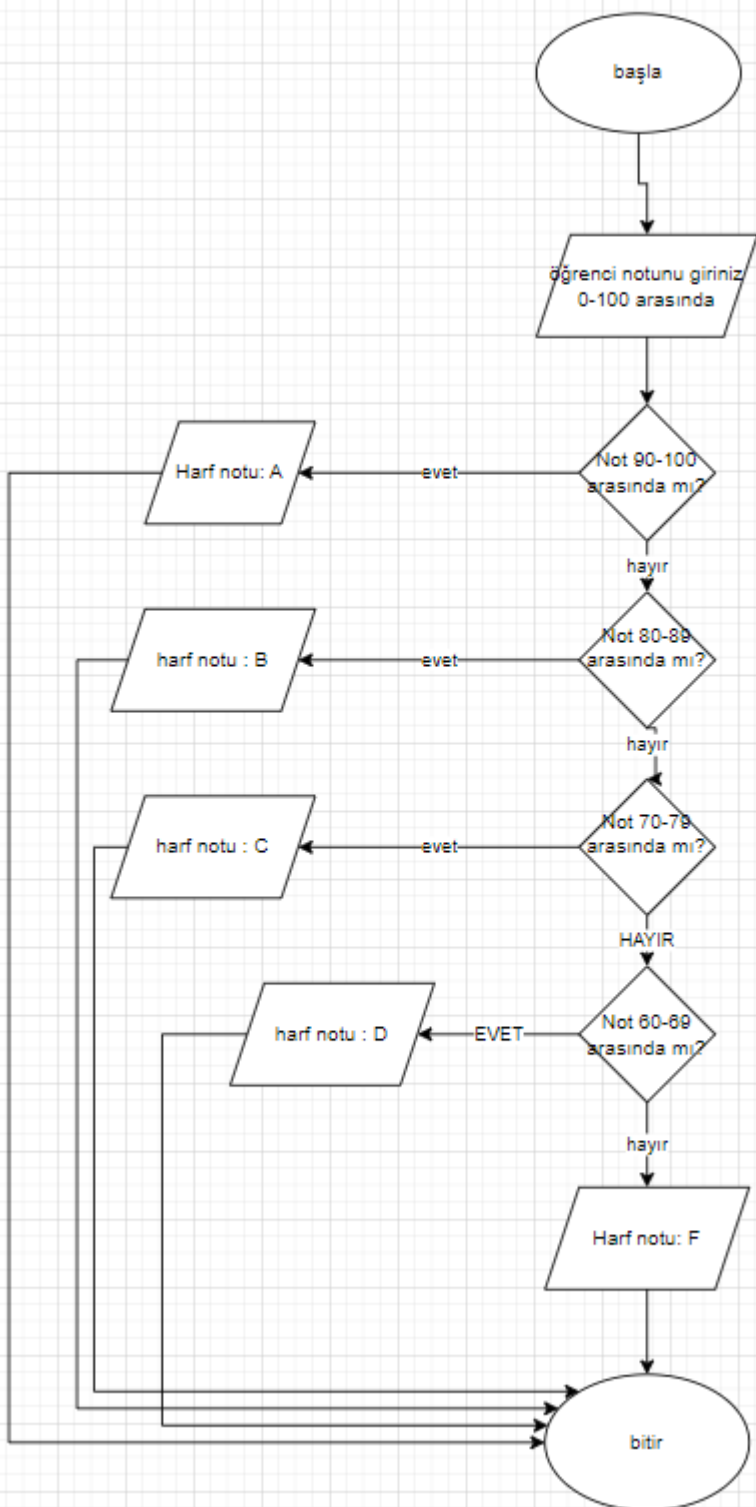 başla
öğrenci notunu giriniz
0-100 arasında
Not 90-100
arasında mı?
evet
Harf notu: A
hayır
Not 80-89
arasında mı?
evet
harf notu : B
hayır
Not 70-79
arasında mı?
evet
harf notu : C
HAYIR
Not 60-69
arasında mı?
EVET
harf notu : D
hayır
Harf notu: F
bitir